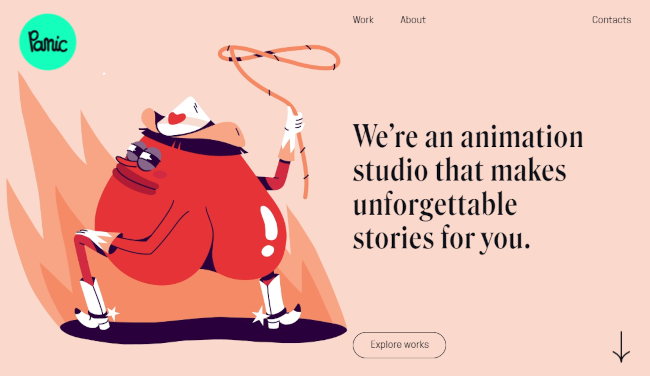 Panic
Work
About
Contacts
We’re an animation
studio that makes
unforgettable
stories for you.
Explore works